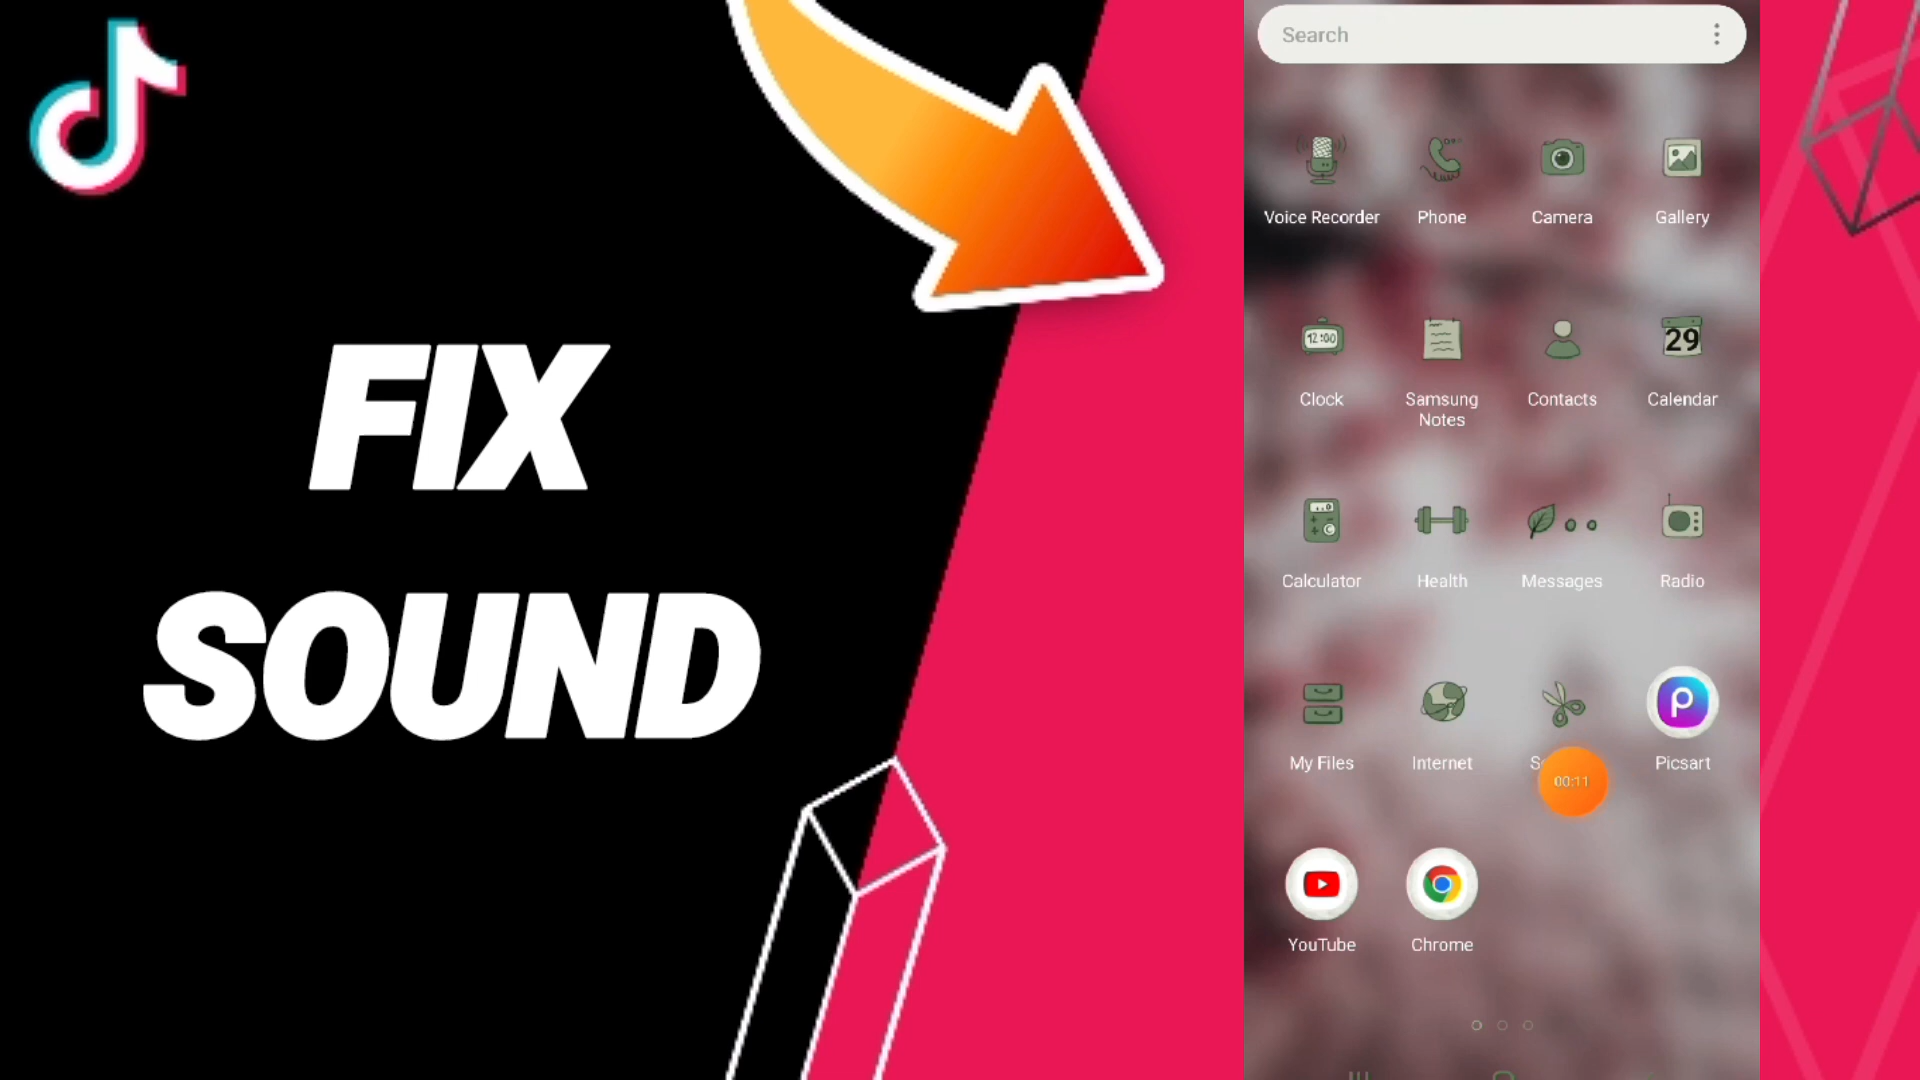 FIX
SOUND
Search
Voice Recorder
Phone
Camera
Gallery
12:00
29
Clock
Samsung
Notes
Contacts
Calendar
Calculator
Health
Messages
Radio
My Files
Internet
00:11
Picsart
YouTube
Chrome